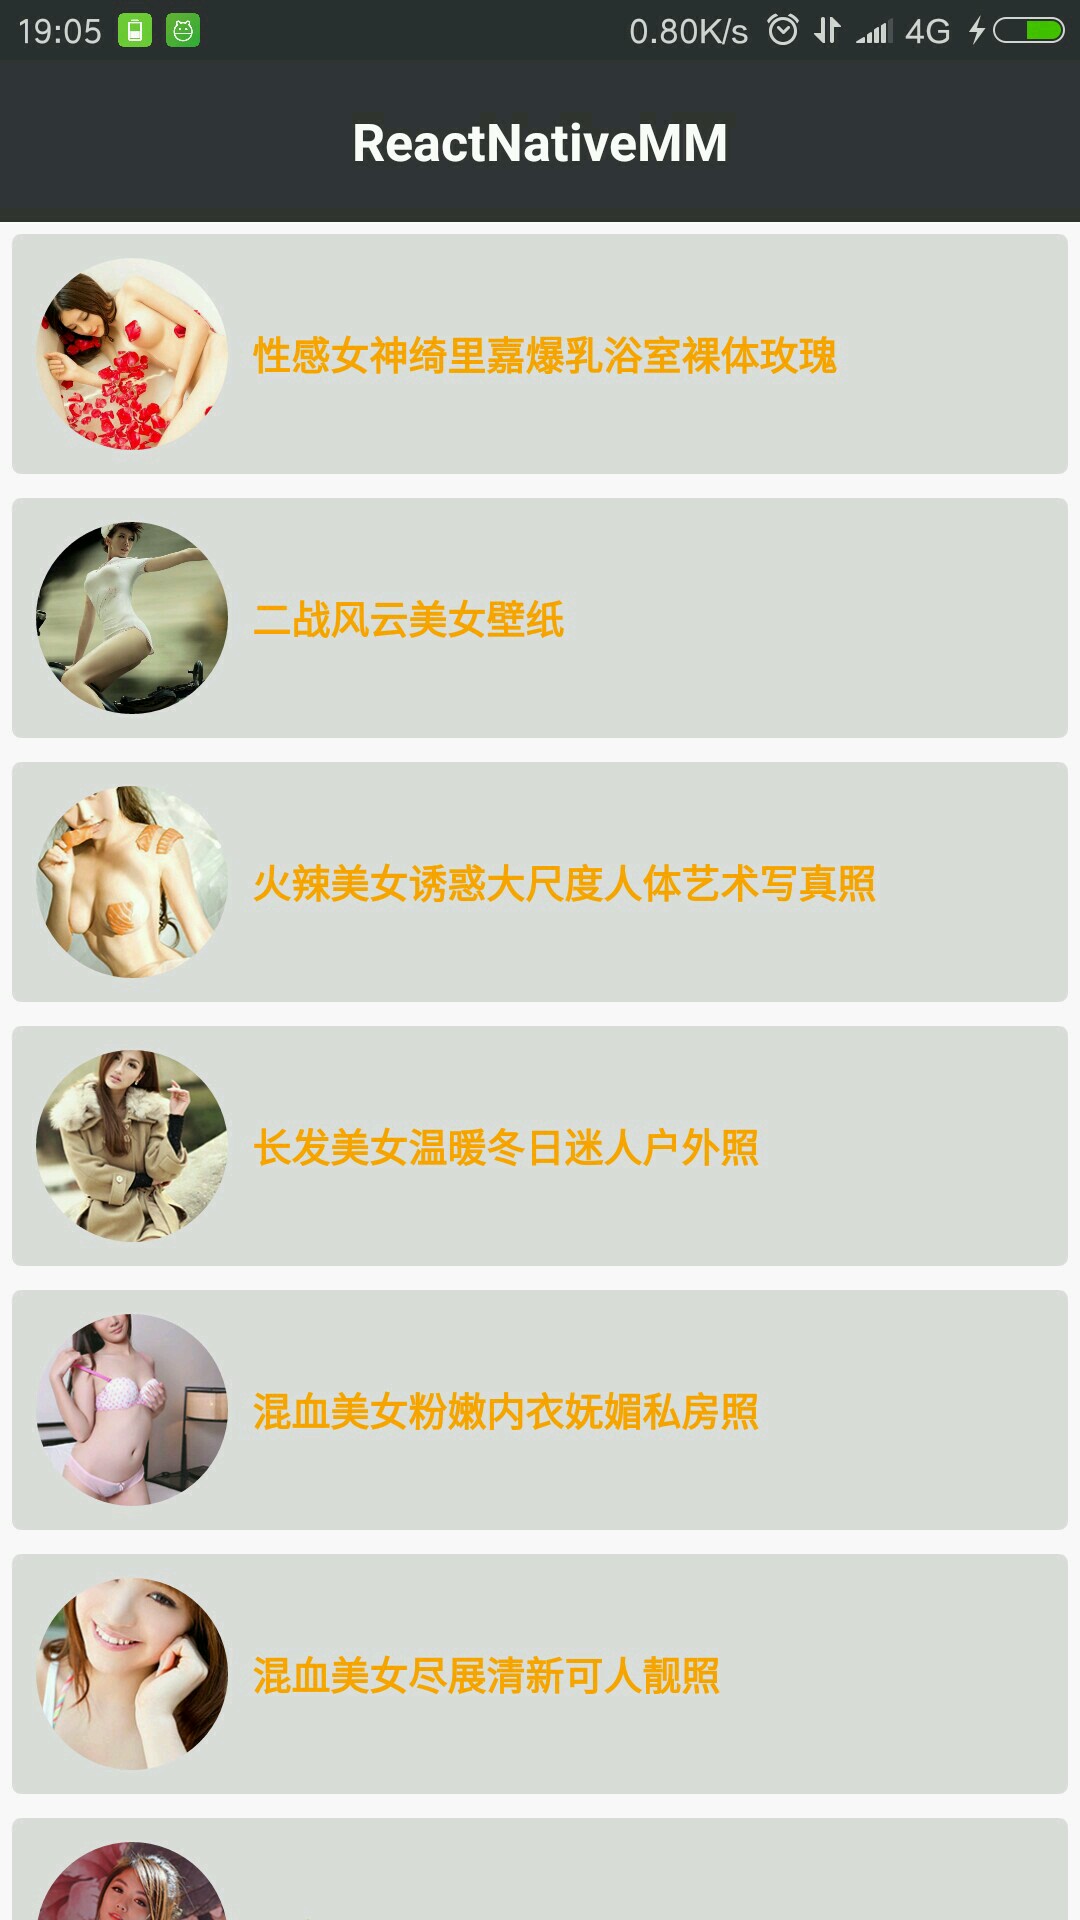 19:05 0.80K/s 4G
ReactNativeMM
性感女神绮里嘉爆乳浴室裸体玫瑰
二战风云美女壁纸
火辣美女诱惑大尺度人体艺术写真照
长发美女温暖冬日迷人户外照
混血美女粉嫩内衣妩媚私房照
混血美女尽展清新可人靓照